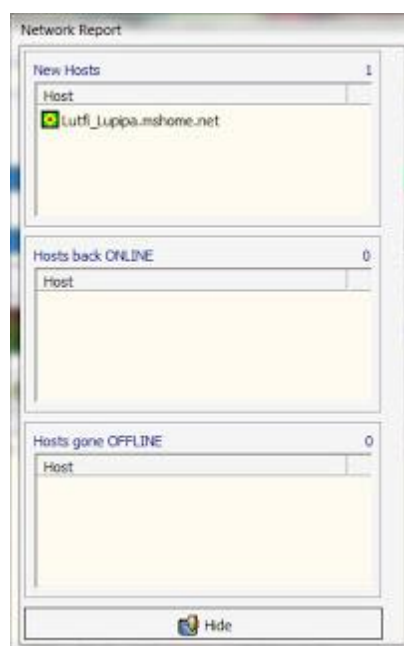 Network Report
New Hosts 1
Host
Lutfi_Lupipa.mshome.net
Hosts back ONLINE 0
Host
Hosts gone OFFLINE 0
Host
Hide